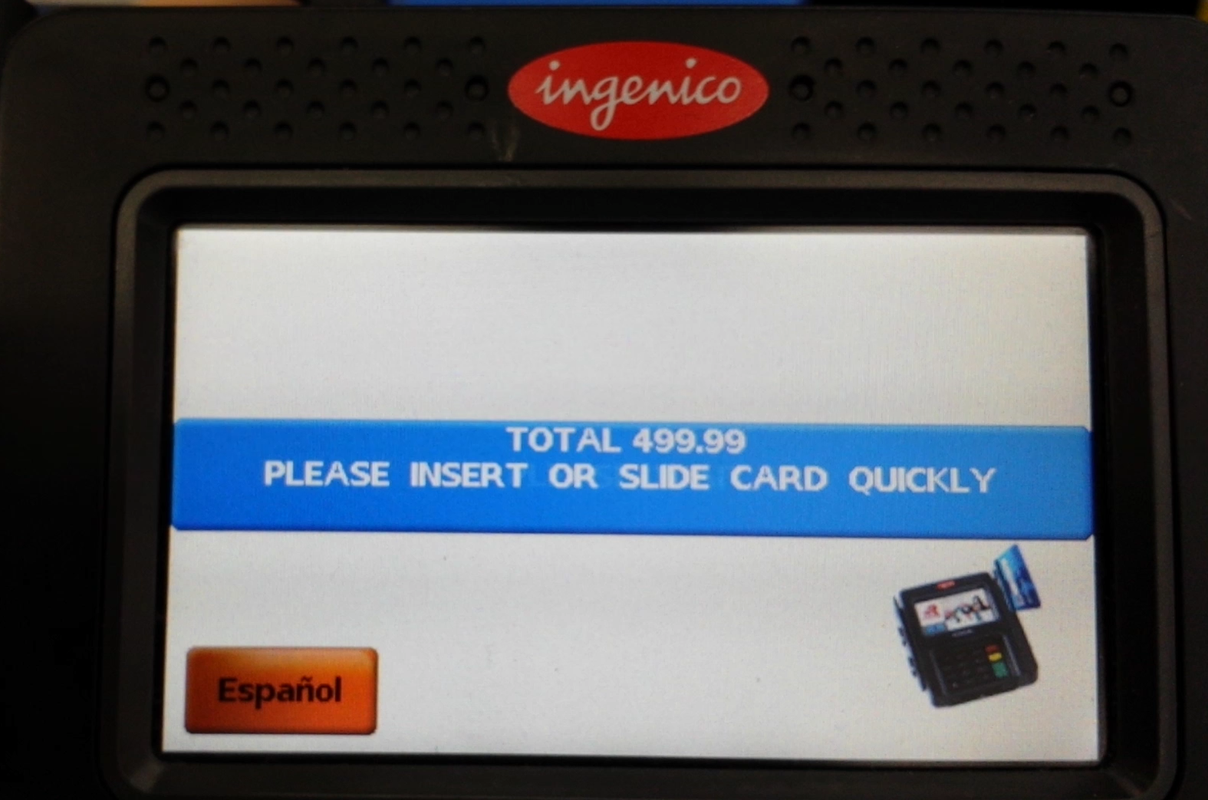 ingenico
TOTAL 499.99
PLEASE INSERT OR SLIDE CARD QUICKLY
Español